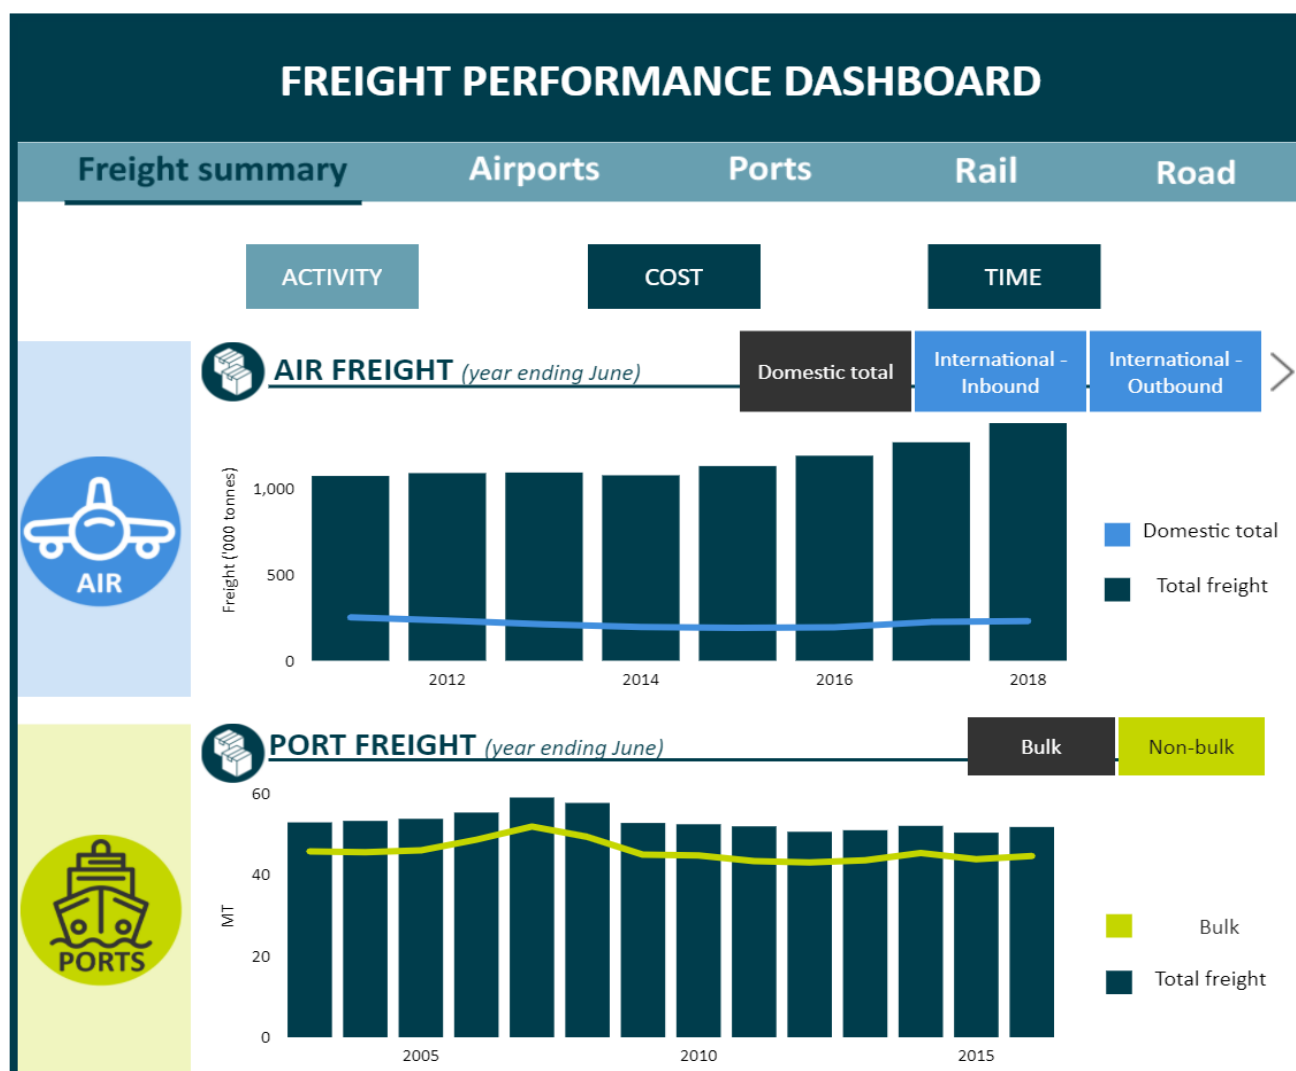 FREIGHT PERFORMANCE DASHBOARD
Freight summary Airports Ports Rail Road
ACTIVITY COST TIME
AIR FREIGHT (year ending June)
Domestic total
International -
Inbound
International -
Outbound
AIR
Freight ('000 tonnes)
1,000
500
0
2012 2014 2016 2018
Domestic total
Total freight
PORT FREIGHT (year ending June)
Bulk
Non-bulk
PORTS
MT
60
40
20
0
2005 2010 2015
Bulk
Total freight